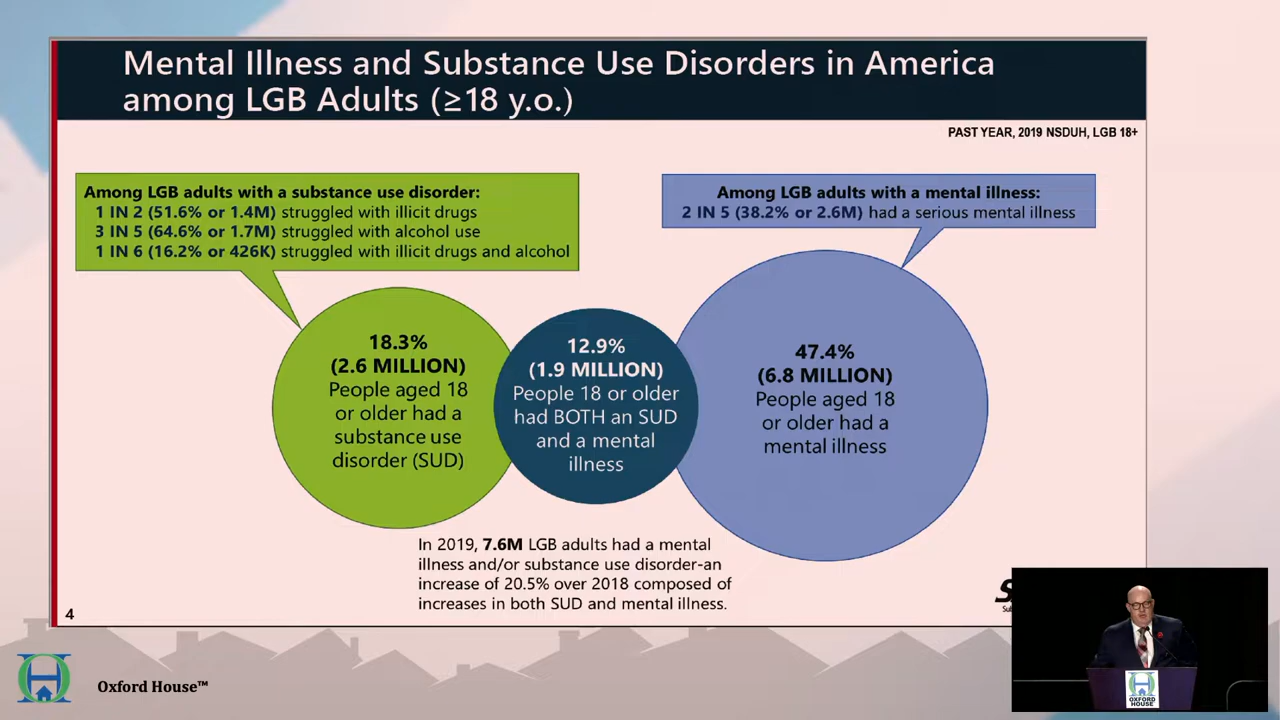 Mental Illness and Substance Use Disorders in America
among LGB Adults (≥18 y.o.)
PAST YEAR, 2019 NSDUH, LGB 18+
Among LGB adults with a substance use disorder:
1 IN 2 (51.6% or 1.4M) struggled with illicit drugs
3 IN 5 (64.6% or 1.7M) struggled with alcohol use
1 IN 6 (16.2% or 426K) struggled with illicit drugs and alcohol
Among LGB adults with a mental illness:
2 IN 5 (38.2% or 2.6M) had a serious mental illness
18.3%
(2.6 MILLION)
People aged 18
or older had a
substance use
disorder (SUD)
12.9%
(1.9 MILLION)
People 18 or older
had BOTH an SUD
and a mental
illness
47.4%
(6.8 MILLION)
People aged 18
or older had a
mental illness
In 2019, 7.6M LGB adults had a mental
illness and/or substance use disorder-an
increase of 20.5% over 2018 composed of
increases in both SUD and mental illness.
4
Oxford House™
OXFORD
HOUSE